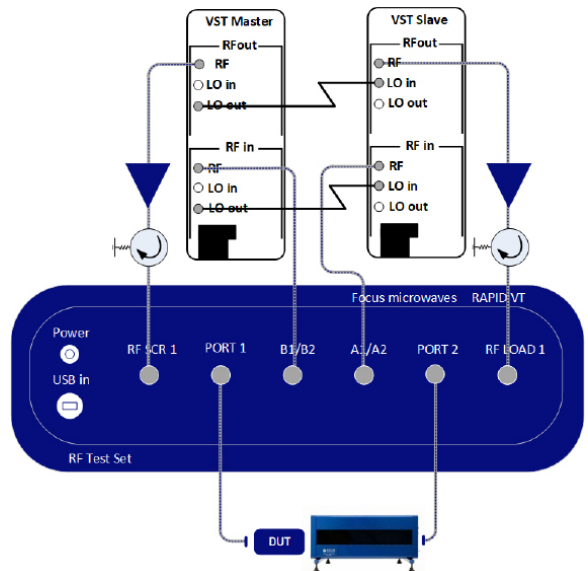 VST Master
RFout
RF
LO in
LO out
RF in
RF
LO in
LO out
VST Slave
RFout
RF
LO in
LO out
RF in
RF
LO in
LO out
Focus microwaves RAPID VT
Power
USB in
RF SCR 1
PORT 1
B1/B2
A1/A2
PORT 2
RF LOAD 1
RF Test Set
DUT